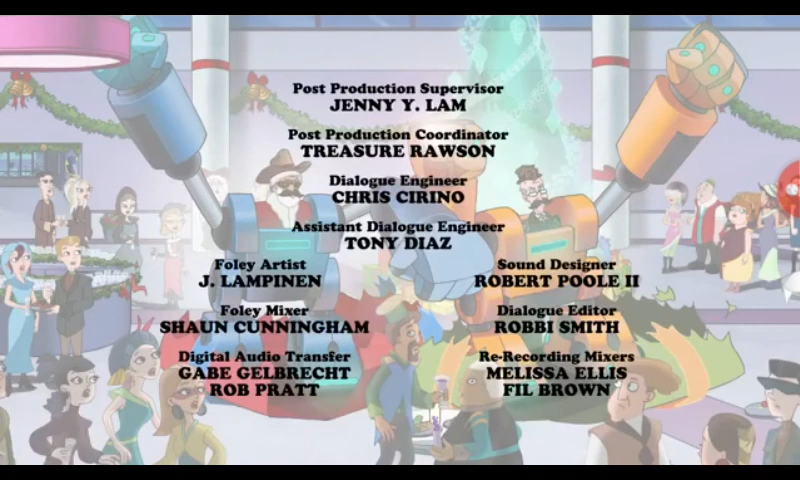 Post Production Supervisor
JENNY Y. LAM
Post Production Coordinator
TREASURE RAWSON
Dialogue Engineer
CHRIS CIRINO
Assistant Dialogue Engineer
TONY DIAZ
Foley Artist
J. LAMPINEN
Foley Mixer
SHAUN CUNNINGHAM
Digital Audio Transfer
GABE GELBRECHT
ROB PRATT
Sound Designer
ROBERT POOLE II
Dialogue Editor
ROBBI SMITH
Re-Recording Mixers
MELISSA ELLIS
FIL BROWN